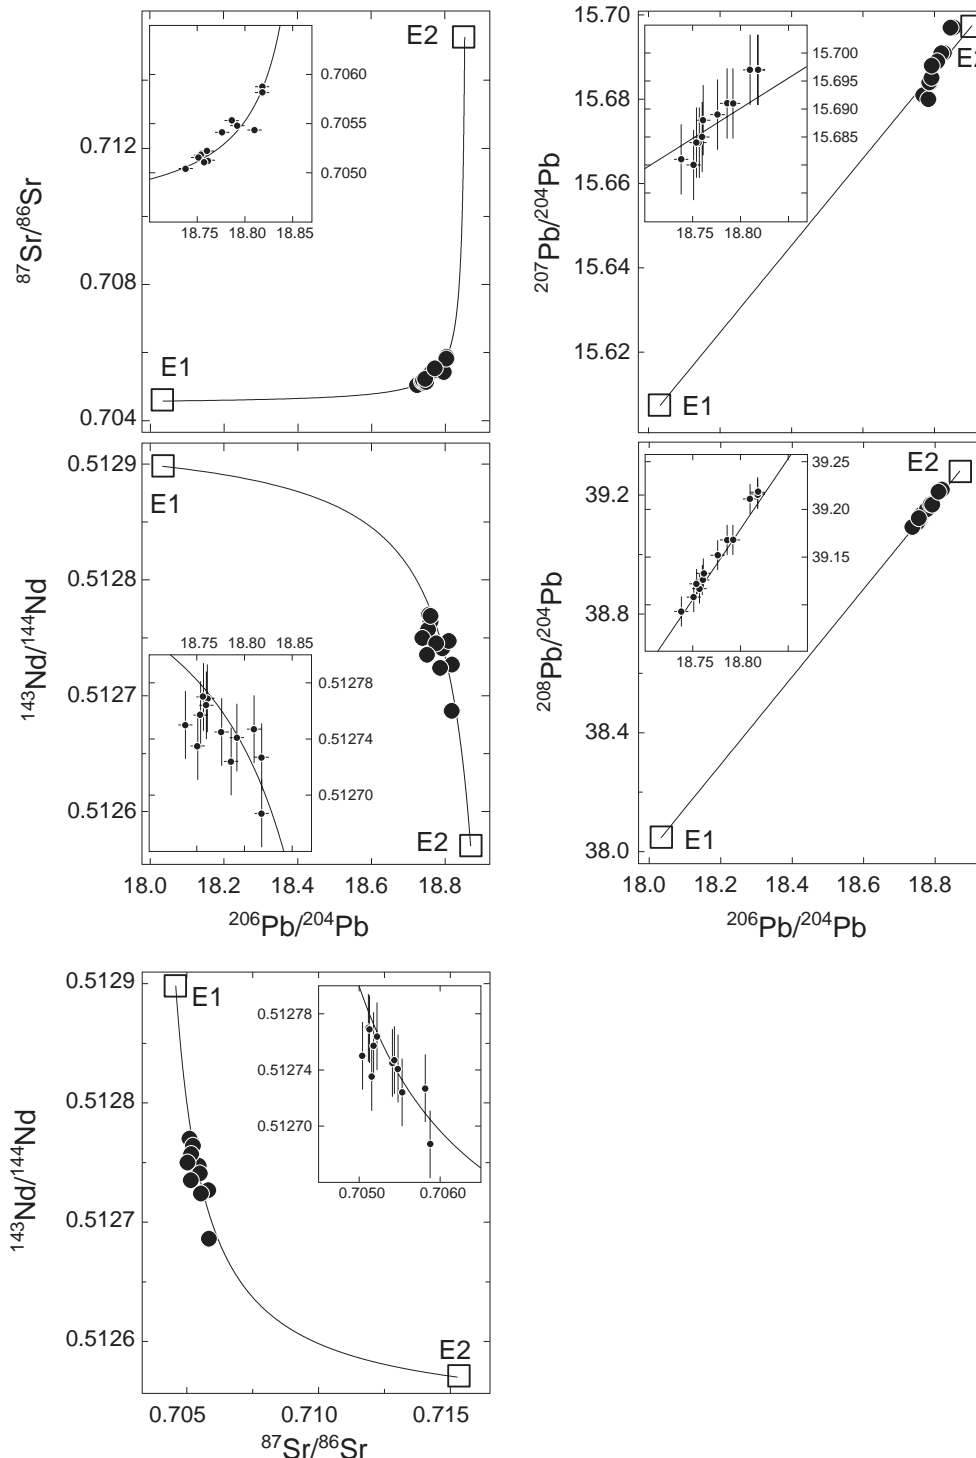 E2
0.0760
0.7055
0.7050
18.75 18.80 18.85
E1
0.712
0.708
0.704
87Sr/86Sr
15.70
15.68
15.66
15.64
15.62
207Pb/204Pb
15.700
15.695
15.690
15.685
18.75 18.80
E2
E1
0.5129
0.5128
0.5127
0.5126
143Nd/144Nd
E1
18.75 18.80 18.85
0.51278
0.51274
0.51270
E2
18.0 18.2 18.4 18.6 18.8
206Pb/204Pb
39.2
38.8
38.4
38.0
208Pb/204Pb
E2
39.25
39.20
39.15
18.75 18.80
E1
18.0 18.2 18.4 18.6 18.8
206Pb/204Pb
0.5129
0.5128
0.5127
0.5126
143Nd/144Nd
E1
0.51278
0.51274
0.51270
0.7050 0.7060
E2
0.705 0.710 0.715
87Sr/86Sr